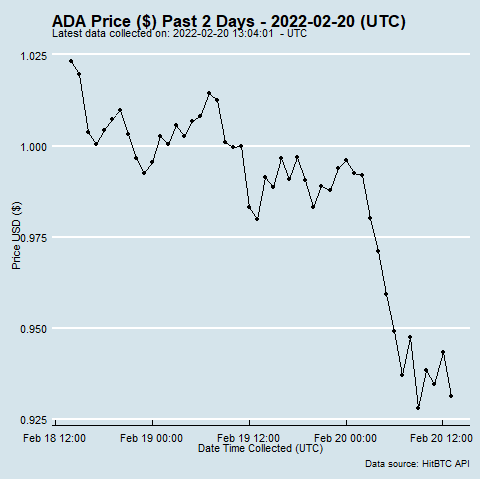 ADA Price ($) Past 2 Days - 2022-02-20 (UTC)
Latest data collected on: 2022-02-20 13:04:01 - UTC
1.025
1.000
0.975
0.950
0.925
Price USD ($)
Feb 18 12:00
Feb 19 00:00
Feb 19 12:00
Feb 20 00:00
Feb 20 12:00
Date Time Collected (UTC)
Data source: HitBTC API